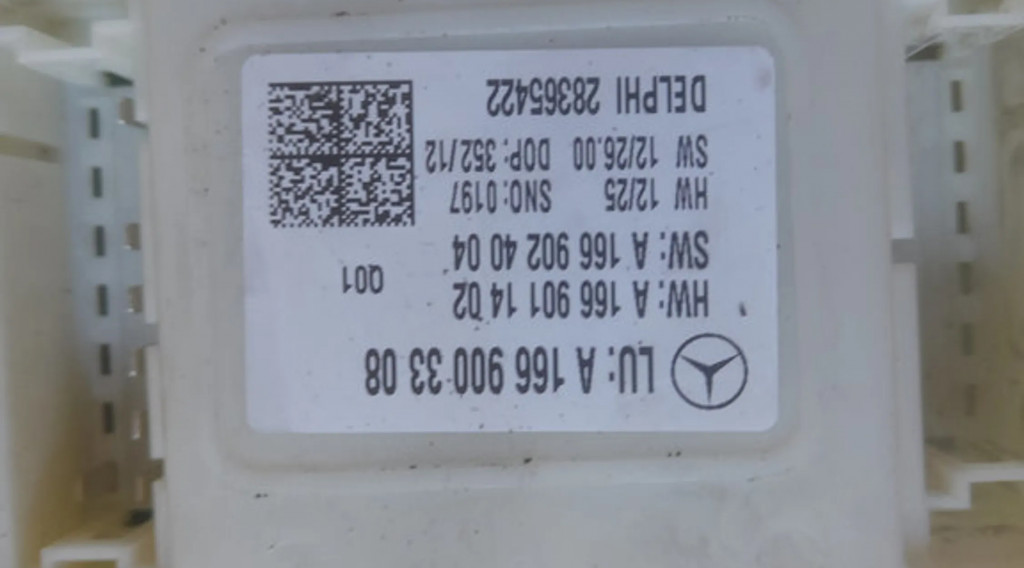 LU: A 166 900 33 08
HW: A 166 901 14 02
SW: A 166 902 40 04
Q01
HW 12/25 SNO: 0197
SW 12/26.00 DOP: 352/12
DELPHI 28365422